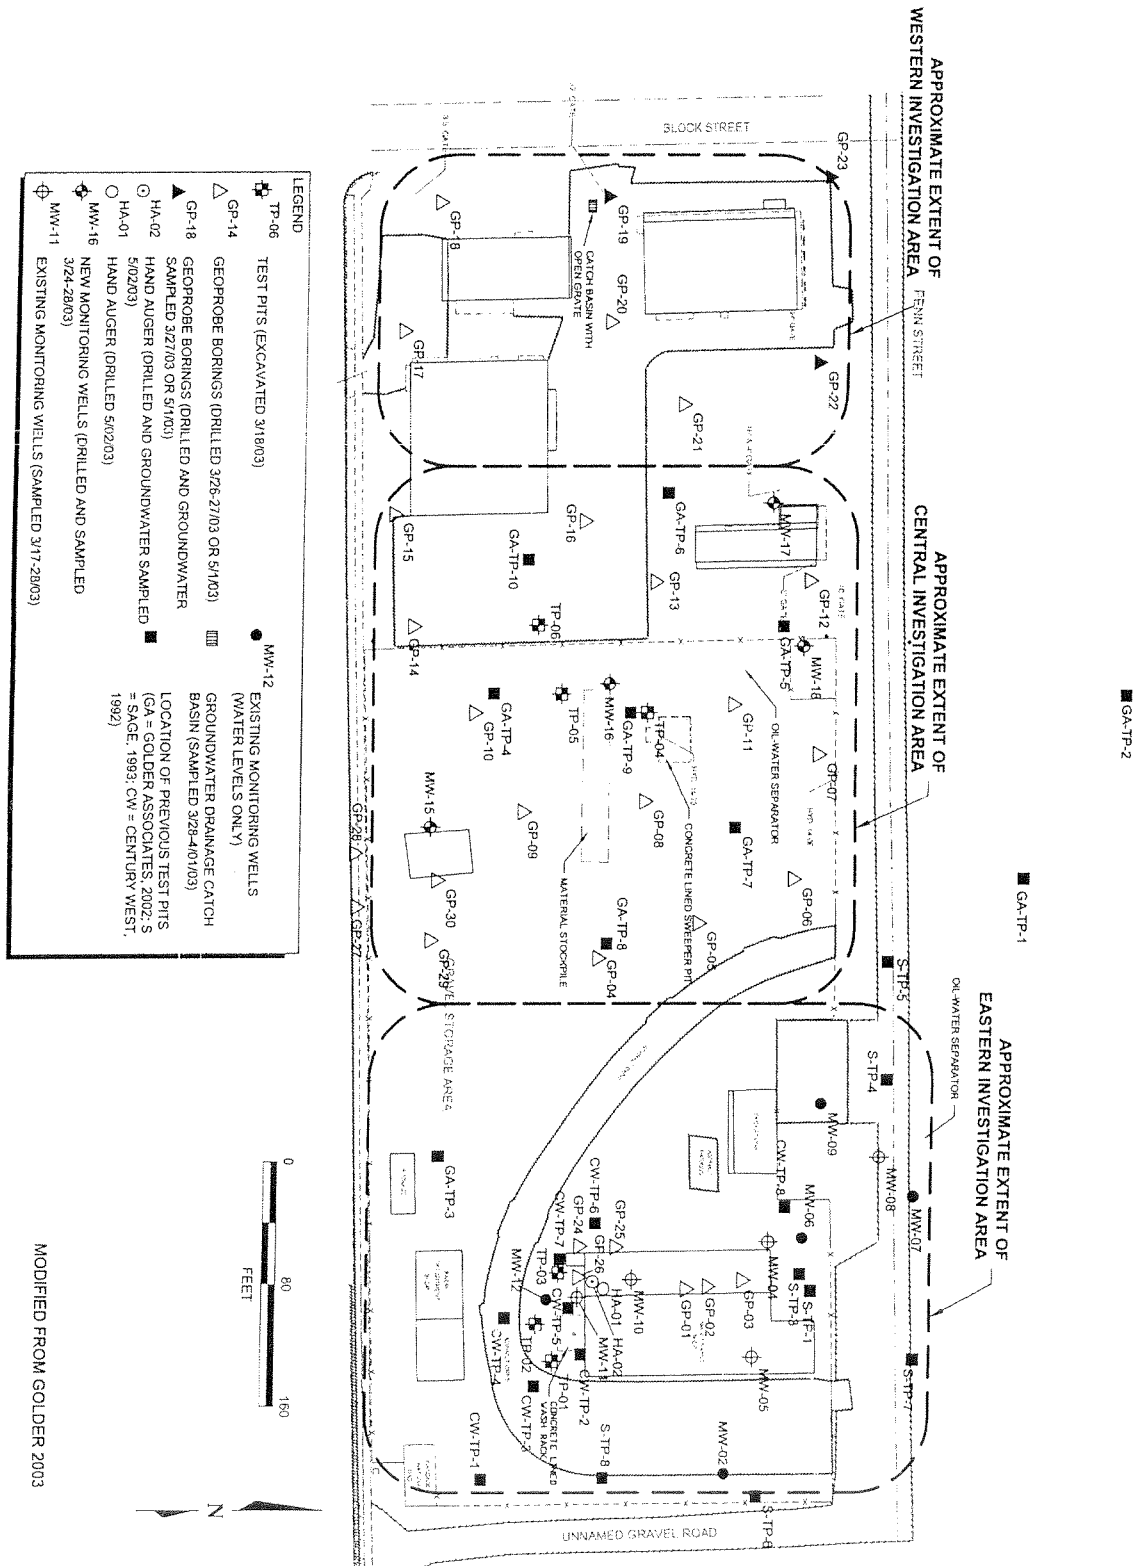 APPROXIMATE EXTENT OF
WESTERN INVESTIGATION AREA
APPROXIMATE EXTENT OF
CENTRAL INVESTIGATION AREA
APPROXIMATE EXTENT OF
EASTERN INVESTIGATION AREA
GA-TP-2
GA-TP-1
OIL-WATER SEPARATOR
PENN STREET
BLOCK STREET
GP-23
GP-19
GP-18
GP-20
CATCH BASIN WITH
OPEN GRATE
GP-17
GP-22
GP-21
GA-TP-6
MW-17
GP-16
GP-15
GA-TP-10
GP-13
GP-12
GA-TP-5
MW-18
TP-06
GP-14
GA-TP-4
GP-10
TP-05
MW-16
GA-TP-9
TP-04
GP-11
OIL-WATER SEPARATOR
GP-07
GP-08
GP-09
CONCRETE LINED SWEEPER PIT
MATERIAL STOCKPILE
GA-TP-7
GP-06
GP-05
GA-TP-8
GP-04
MW-15
GP-28
GP-30
GP-27
GP-29
STORAGE AREA
S-TP-5
S-TP-4
MW-09
MW-08
MW-07
CW-TP-8
MW-06
MW-04
S-TP-3
S-TP-1
GP-03
GP-02
GP-01
MW-05
S-TP-7
MW-02
S-TP-6
S-TP-8
GA-TP-3
CW-TP-6
CW-TP-7
GP-24
GP-25
GP-26
HA-01
HA-02
MW-10
MW-11
MW-12
TP-03
TP-02
TP-01
CW-TP-5
CW-TP-4
CW-TP-3
CW-TP-2
CW-TP-1
CONCRETE LINED
WASH RACK
UNNAMED GRAVEL ROAD
LEGEND
TP-06 TEST PITS (EXCAVATED 3/18/03)
GP-14 GEOPROBE BORINGS (DRILLED 3/26-27/03 OR 5/1/03)
GP-18 GEOPROBE BORINGS (DRILLED AND GROUNDWATER
SAMPLED 3/27/03 OR 5/1/03)
HA-02 HAND AUGER (DRILLED AND GROUNDWATER SAMPLED
5/02/03)
HA-01 HAND AUGER (DRILLED 5/02/03)
MW-16 NEW MONITORING WELLS (DRILLED AND SAMPLED
3/24-28/03)
MW-11 EXISTING MONITORING WELLS (SAMPLED 3/17-28/03)
MW-12 EXISTING MONITORING WELLS
(WATER LEVELS ONLY)
GROUNDWATER DRAINAGE CATCH
BASIN (SAMPLED 3/28-4/01/03)
LOCATION OF PREVIOUS TEST PITS
(GA = GOLDER ASSOCIATES, 2002; S
= SAGE, 1993; CW = CENTURY WEST,
1992)
0 80 160
FEET
N
MODIFIED FROM GOLDER 2003